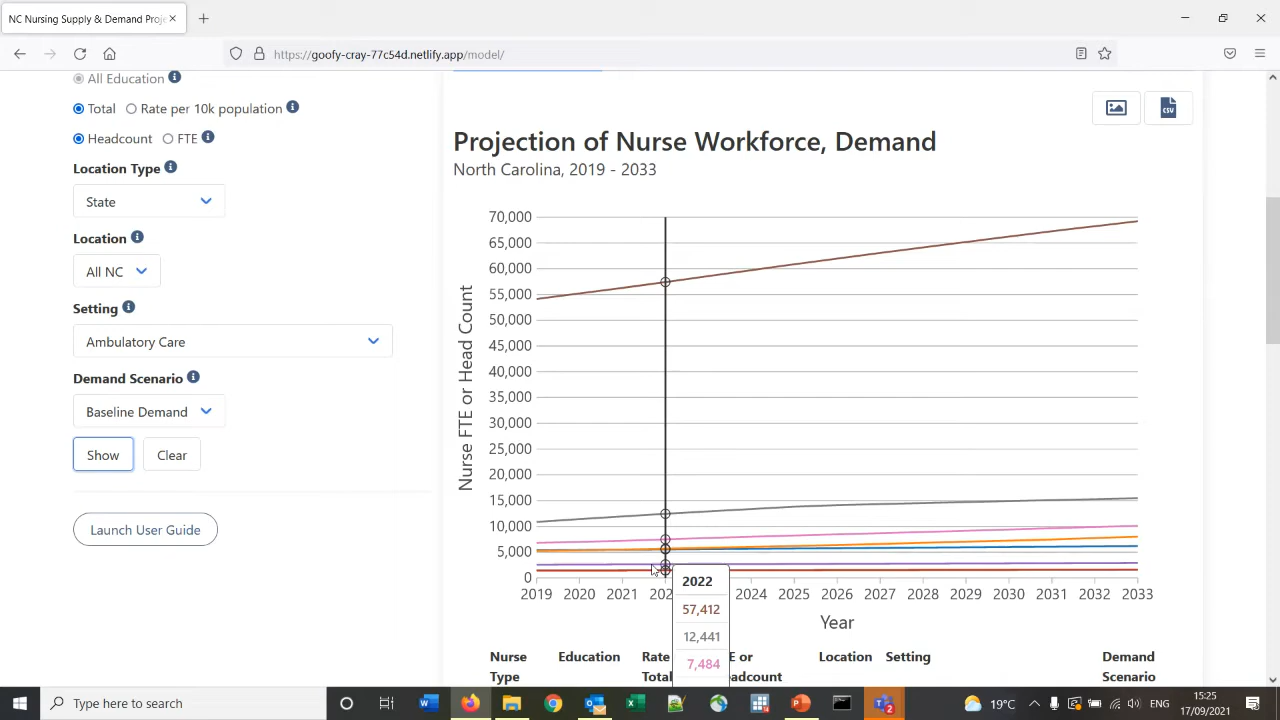 NC Nursing Supply & Demand Proje
https://goofy-cray-77c54d.netlify.app/model/
All Education
Total
Rate per 10k population
Headcount
FTE
Location Type
State
Location
All NC
Setting
Ambulatory Care
Demand Scenario
Baseline Demand
Show
Clear
Launch User Guide
CSV
Projection of Nurse Workforce, Demand
North Carolina, 2019 - 2033
Nurse FTE or Head Count
70,000
65,000
60,000
55,000
50,000
45,000
40,000
35,000
30,000
25,000
20,000
15,000
10,000
5,000
0
2019 2020 2021 202 2024 2025 2026 2027 2028 2029 2030 2031 2032 2033
Year
2022
57,412
12,441
7,484
Nurse Type
Education
Rate
Total
E or
eadcount
Location
Setting
Demand Scenario
Type here to search
19°C
ENG
15:25
17/09/2021
2